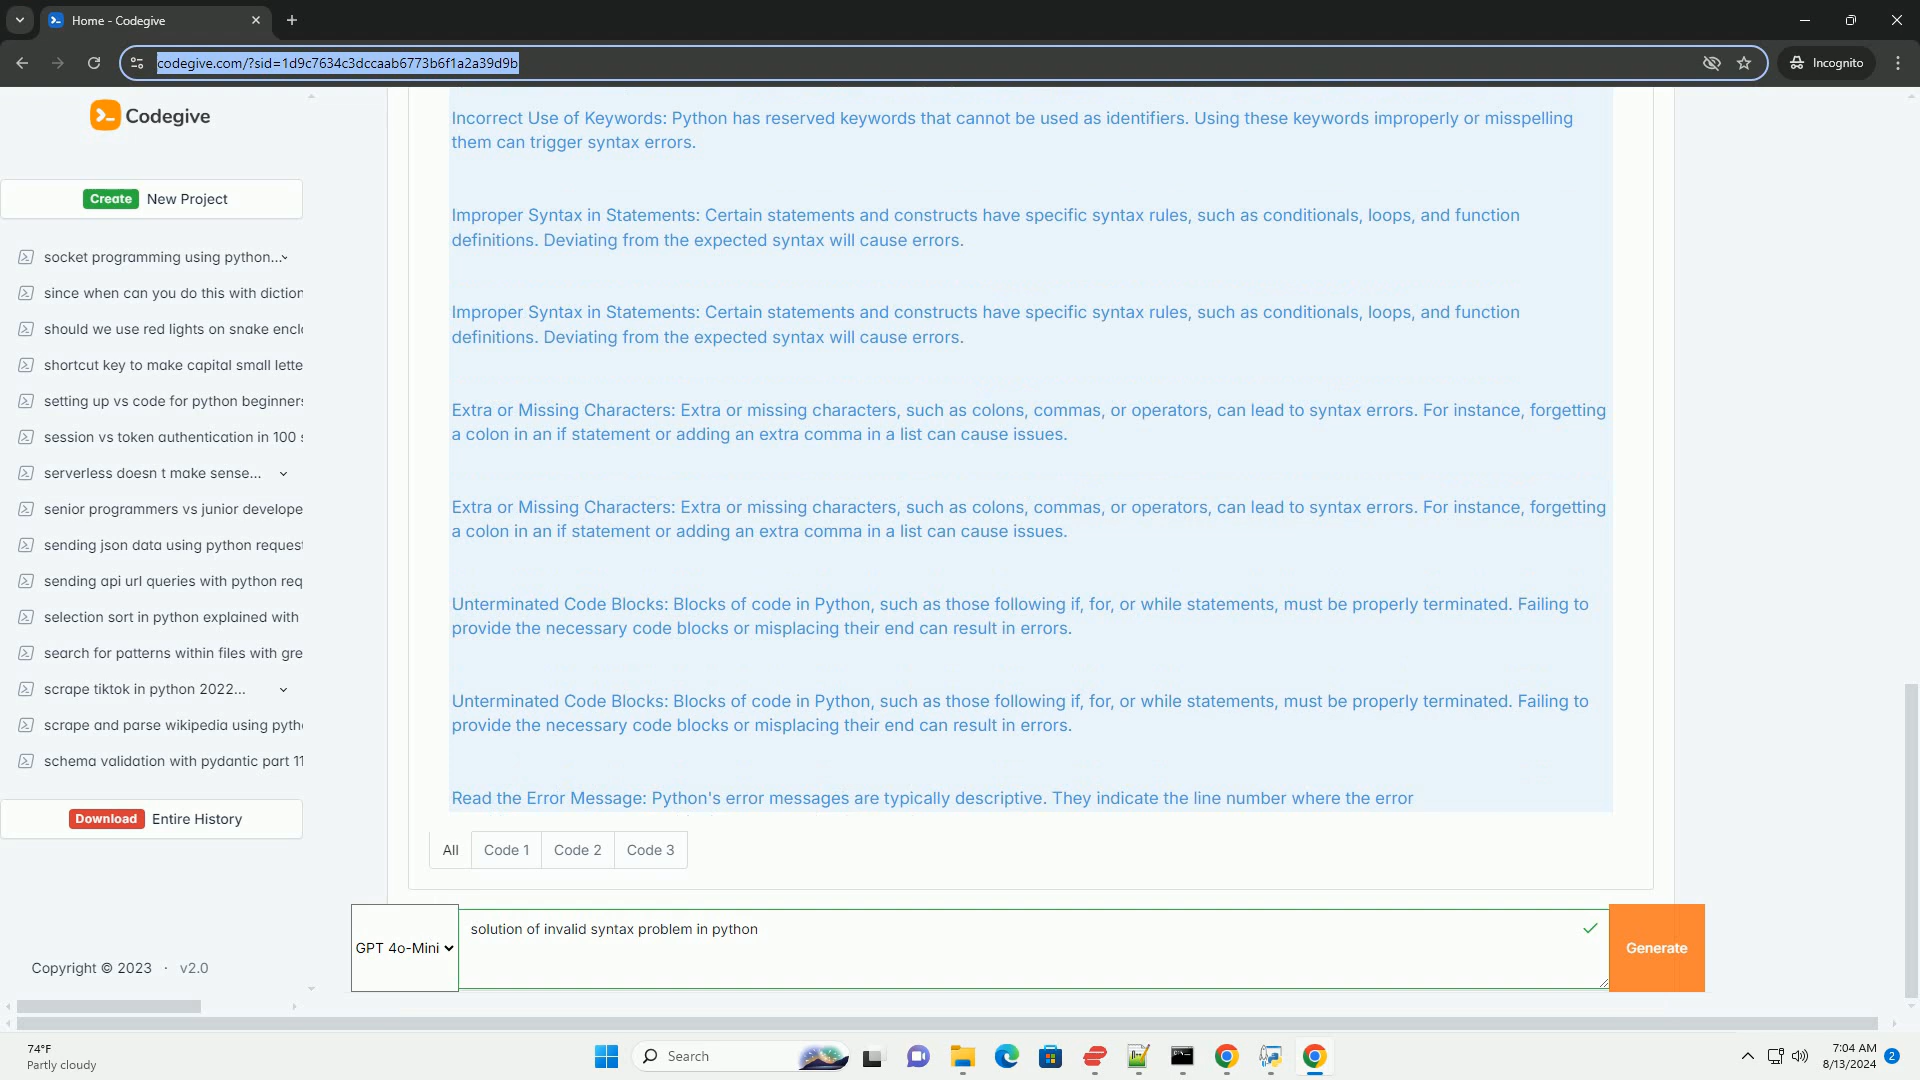 Home - Codegive
codegive.com/?sid=1d9c7634c3dccaab6773b6f1a2a39d9b
Incognito
Codegive
Create New Project
socket programming using python...
since when can you do this with diction
should we use red lights on snake encl
shortcut key to make capital small lette
setting up vs code for python beginners
session vs token authentication in 100 s
serverless doesn t make sense...
senior programmers vs junior develope
sending json data using python request
sending api url queries with python req
selection sort in python explained with
search for patterns within files with gre
scrape tiktok in python 2022...
scrape and parse wikipedia using pyth
schema validation with pydantic part 11
Download Entire History
Copyright © 2023 · v2.0
Incorrect Use of Keywords: Python has reserved keywords that cannot be used as identifiers. Using these keywords improperly or misspelling
them can trigger syntax errors.
Improper Syntax in Statements: Certain statements and constructs have specific syntax rules, such as conditionals, loops, and function
definitions. Deviating from the expected syntax will cause errors.
Improper Syntax in Statements: Certain statements and constructs have specific syntax rules, such as conditionals, loops, and function
definitions. Deviating from the expected syntax will cause errors.
Extra or Missing Characters: Extra or missing characters, such as colons, commas, or operators, can lead to syntax errors. For instance, forgetting
a colon in an if statement or adding an extra comma in a list can cause issues.
Extra or Missing Characters: Extra or missing characters, such as colons, commas, or operators, can lead to syntax errors. For instance, forgetting
a colon in an if statement or adding an extra comma in a list can cause issues.
Unterminated Code Blocks: Blocks of code in Python, such as those following if, for, or while statements, must be properly terminated. Failing to
provide the necessary code blocks or misplacing their end can result in errors.
Unterminated Code Blocks: Blocks of code in Python, such as those following if, for, or while statements, must be properly terminated. Failing to
provide the necessary code blocks or misplacing their end can result in errors.
Read the Error Message: Python's error messages are typically descriptive. They indicate the line number where the error
All Code 1 Code 2 Code 3
GPT 4o-Mini
solution of invalid syntax problem in python
Generate
74°F
Partly cloudy
Search
7:04 AM
8/13/2024
2